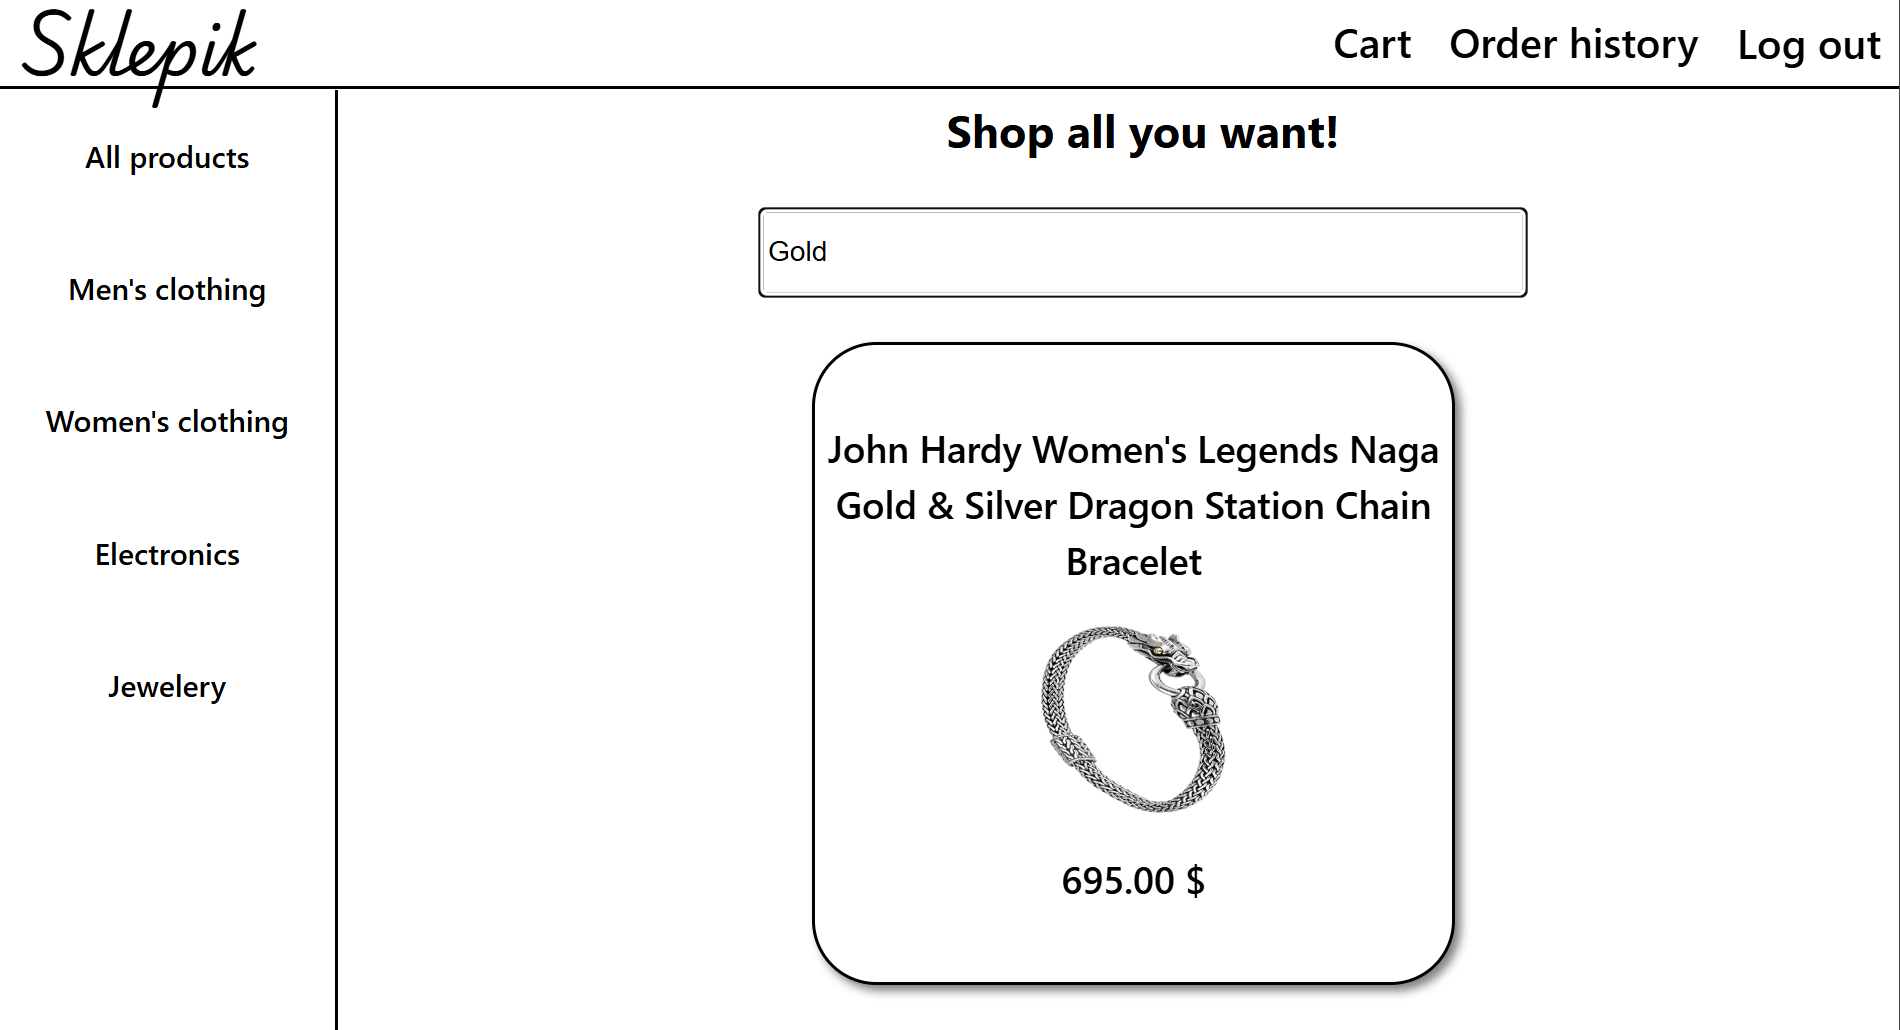 Sklepik
Cart
Order history
Log out
All products
Men's clothing
Women's clothing
Electronics
Jewelery
Shop all you want!
Gold
John Hardy Women's Legends Naga
Gold & Silver Dragon Station Chain
Bracelet
695.00 $